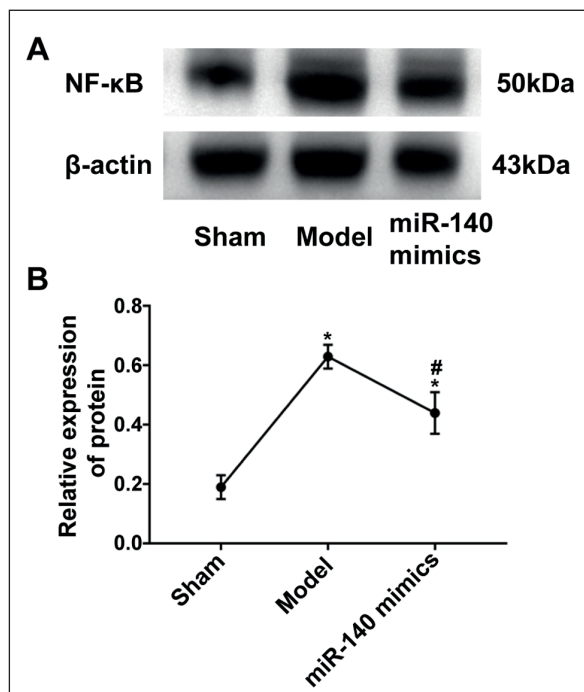 A
NF-κB
50kDa
β-actin
43kDa
Sham
Model
miR-140
mimics
B
Relative expression
of protein
0.8
0.6
0.4
0.2
0.0
*
#
*
Sham
Model
miR-140 mimics